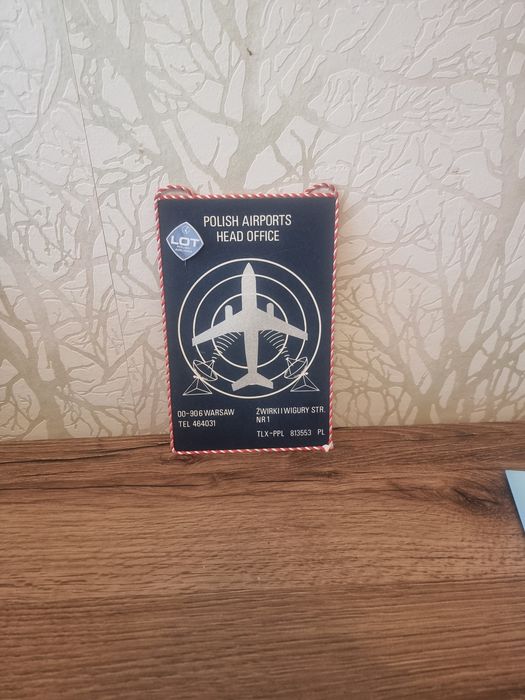 POLISH AIRPORTS
HEAD OFFICE
LOT
00-906 WARSAW
TEL 464031
ŻWIRKI I WIGURY STR.
NR 1
TLX-PPL 813553 PL